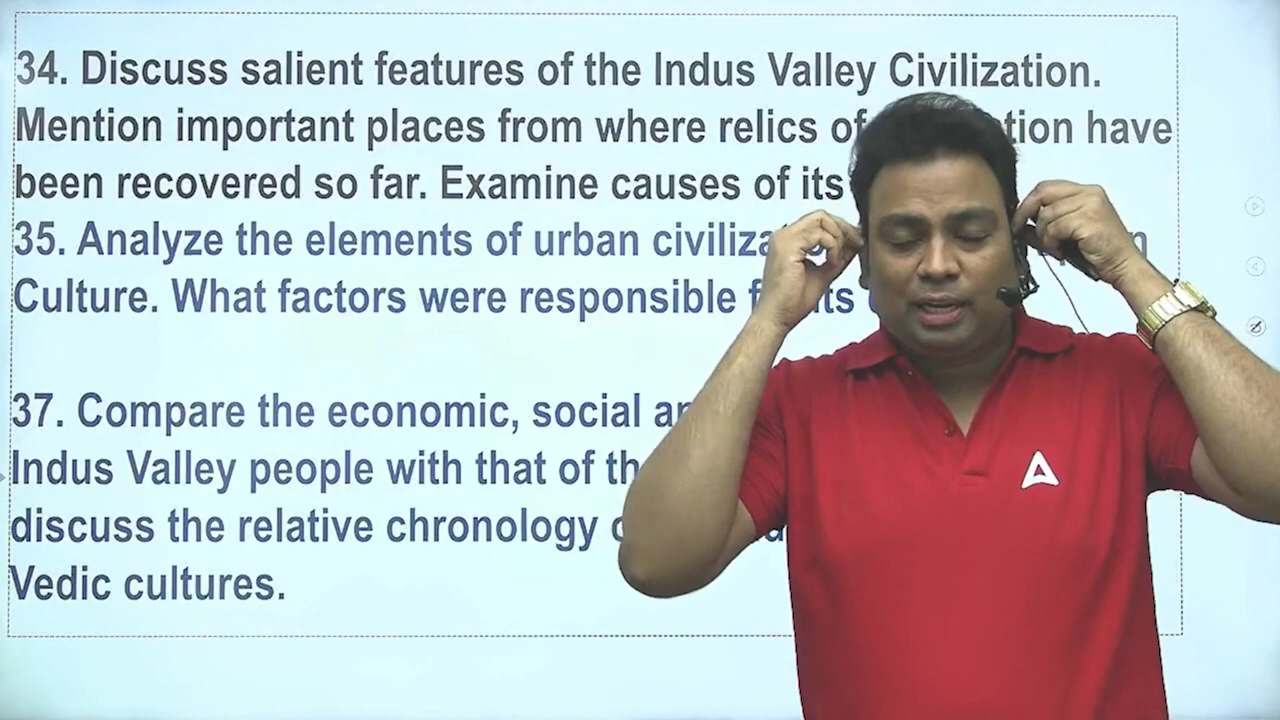 34. Discuss salient features of the Indus Valley Civilization.
Mention important places from where relics of have
been recovered so far. Examine causes of its
35. Analyze the elements of urban
Culture. What factors were responsible its
37. Compare the economic, social
Indus Valley people with that of
discuss the relative chronology
Vedic cultures.